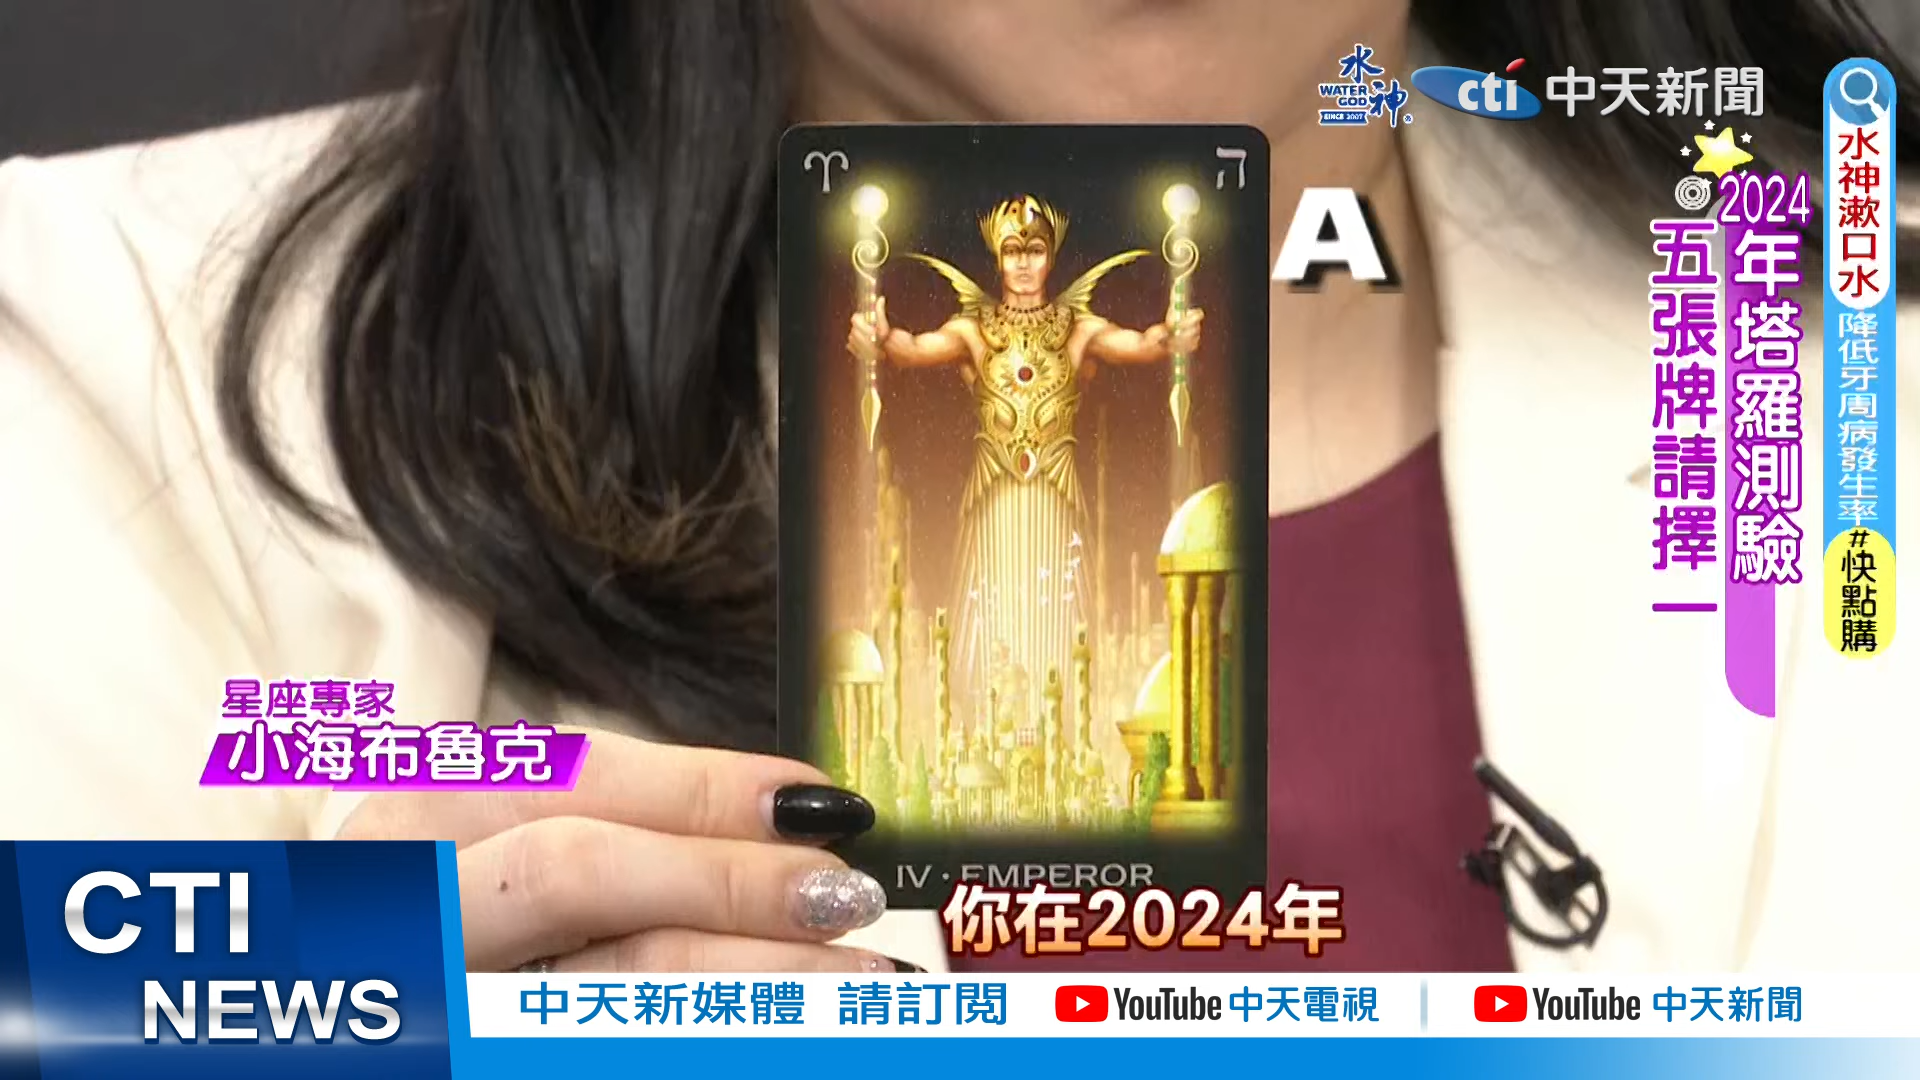 水神
WATER GOD
SINCE 2007
cti 中天新聞
2024年塔羅測驗
五張牌請擇一
水神漱口水
降低牙周病發生率
#快點購
♈ ה
A
IV • EMPEROR
星座專家
小海布魯克
你在2024年
CTI
NEWS
中天新媒體 請訂閱
YouTube 中天電視
YouTube 中天新聞